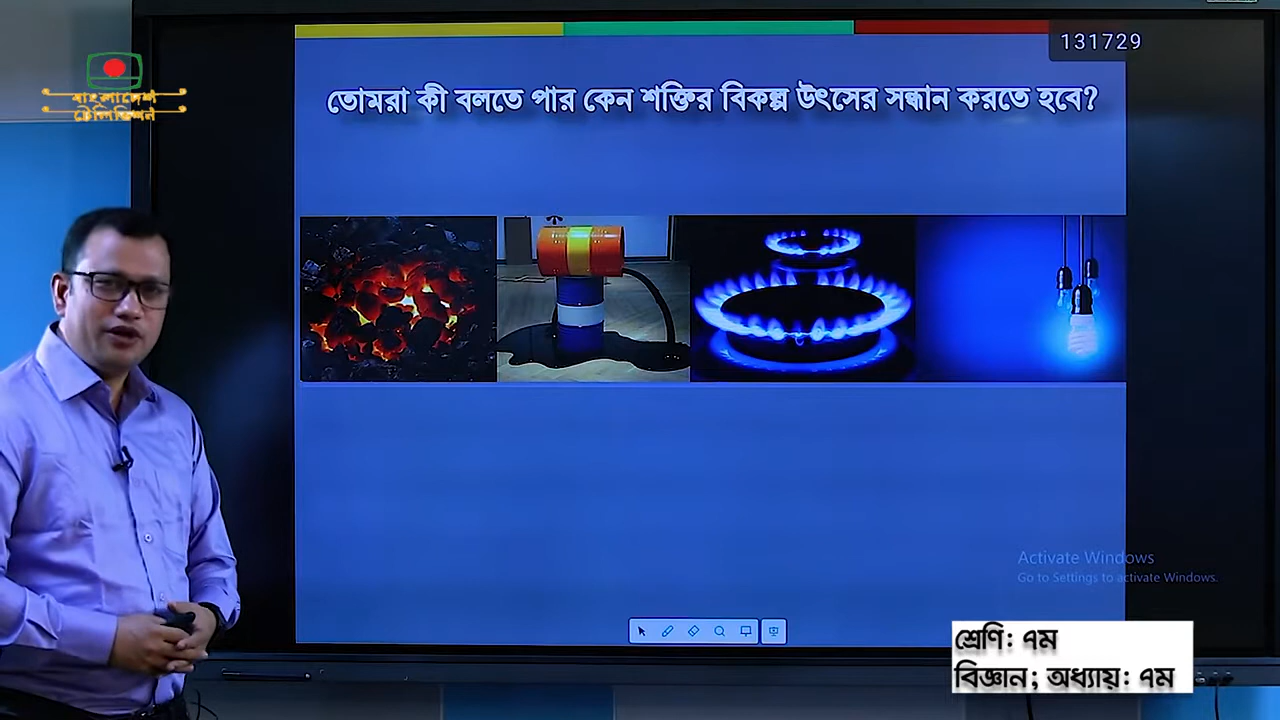 131729
বাংলাদেশ
টেলিভিশন
তোমরা কী বলতে পার কেন শক্তির বিকল্প উৎসের সন্ধান করতে হবে?
Activate Windows
Go to Settings to activate Windows.
শ্রেণি: ৭ম
বিজ্ঞান; অধ্যায়: ৭ম